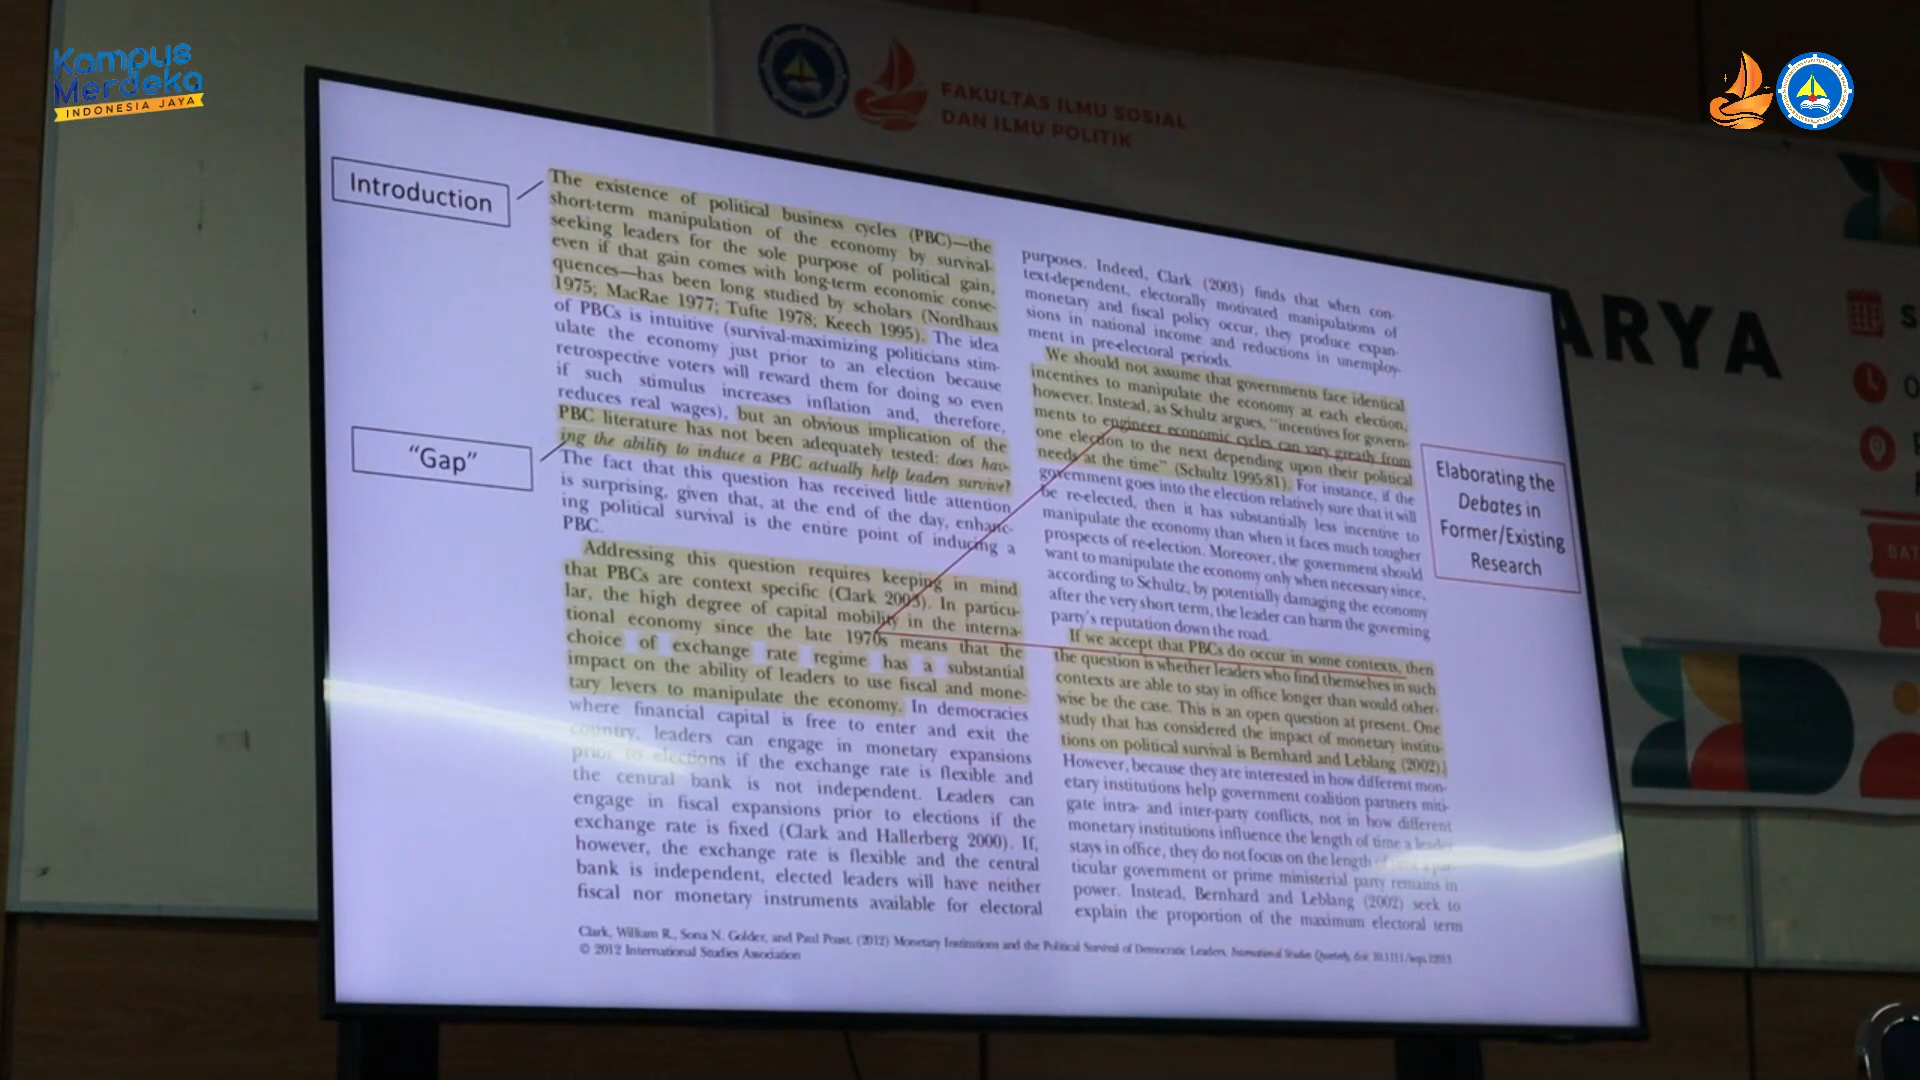 Kampus
Merdeka
INDONESIA JAYA
FAKULTAS ILMU SOSIAL
DAN ILMU POLITIK
ARYA
Introduction
"Gap"
The existence of political business cycles (PBC)—the
short-term manipulation of the economy by survival-
seeking leaders for the sole purpose of political gain,
even if that gain comes with long-term economic conse-
quences—has been long studied by scholars (Nordhaus
1975; MacRae 1977; Tufte 1978; Keech 1995). The idea
of PBCs is intuitive (survival-maximizing politicians stim-
ulate the economy just prior to an election because
retrospective voters will reward them for doing so even
if such stimulus increases inflation and, therefore,
reduces real wages), but an obvious implication of the
PBC literature has not been adequately tested: does hav-
ing the ability to induce a PBC actually help leaders survive?
The fact that this question has received little attention
is surprising, given that, at the end of the day, enhanc-
ing political survival is the entire point of inducing a
PBC.
Addressing this question requires keeping in mind
that PBCs are context specific (Clark 2003). In particu-
lar, the high degree of capital mobility in the interna-
tional economy since the late 1970s means that the
choice of exchange rate regime has a substantial
impact on the ability of leaders to use fiscal and mone-
tary levers to manipulate the economy. In democracies
where financial capital is free to enter and exit the
country, leaders can engage in monetary expansions
prior to elections if the exchange rate is flexible and
the central bank is not independent. Leaders can
engage in fiscal expansions prior to elections if the
exchange rate is fixed (Clark and Hallerberg 2000). If,
however, the exchange rate is flexible and the central
bank is independent, elected leaders will have neither
fiscal nor monetary instruments available for electoral
purposes. Indeed, Clark (2003) finds that when con-
text-dependent, electorally motivated manipulations of
monetary and fiscal policy occur, they produce expan-
sions in national income and reductions in unemploy-
ment in pre-electoral periods.
We should not assume that governments face identical
incentives to manipulate the economy at each election,
however. Instead, as Schultz argues, "incentives for govern-
ments to engineer economic cycles can vary greatly from
one election to the next depending upon their political
needs at the time" (Schultz 1995:81). For instance, if the
government goes into the election relatively sure that it will
be re-elected, then it has substantially less incentive to
manipulate the economy than when it faces much tougher
prospects of re-election. Moreover, the government should
want to manipulate the economy only when necessary since,
according to Schultz, by potentially damaging the economy
after the very short term, the leader can harm the governing
party's reputation down the road.
If we accept that PBCs do occur in some contexts, then
the question is whether leaders who find themselves in such
contexts are able to stay in office longer than would other-
wise be the case. This is an open question at present. One
study that has considered the impact of monetary institu-
tions on political survival is Bernhard and Leblang (2002).
However, because they are interested in how different mon-
etary institutions help government coalition partners miti-
gate intra- and inter-party conflicts, not in how different
monetary institutions influence the length of time a leader
stays in office, they do not focus on the length of time a par-
ticular government or prime ministerial party remains in
power. Instead, Bernhard and Leblang (2002) seek to
explain the proportion of the maximum electoral term
Elaborating the
Debates in
Former/Existing
Research
Clark, William R., Sona N. Golder, and Paul Poast. (2012) Monetary Institutions and the Political Survival of Democratic Leaders. International Studies Quarterly, doi:
© 2012 International Studies Association